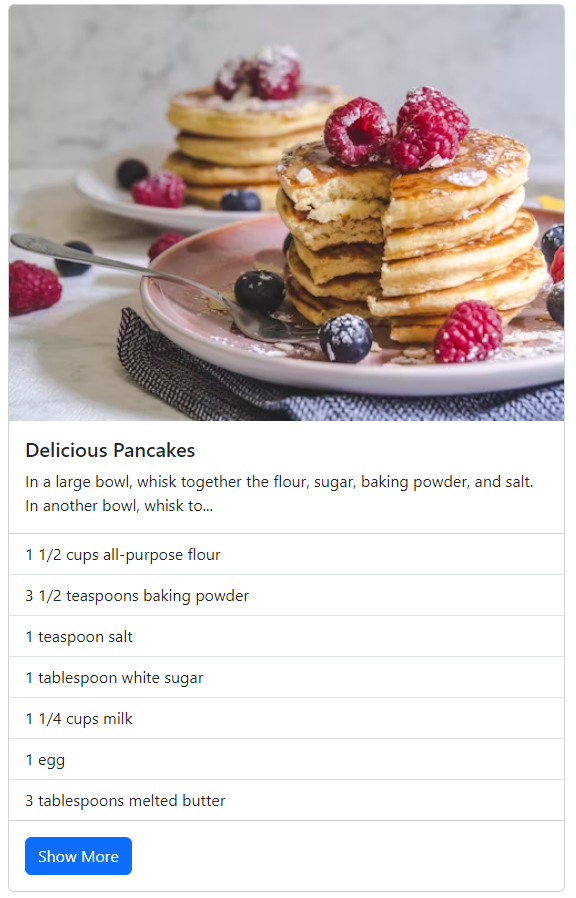 Delicious Pancakes
In a large bowl, whisk together the flour, sugar, baking powder, and salt.
In another bowl, whisk to...
1 1/2 cups all-purpose flour
3 1/2 teaspoons baking powder
1 teaspoon salt
1 tablespoon white sugar
1 1/4 cups milk
1 egg
3 tablespoons melted butter
Show More